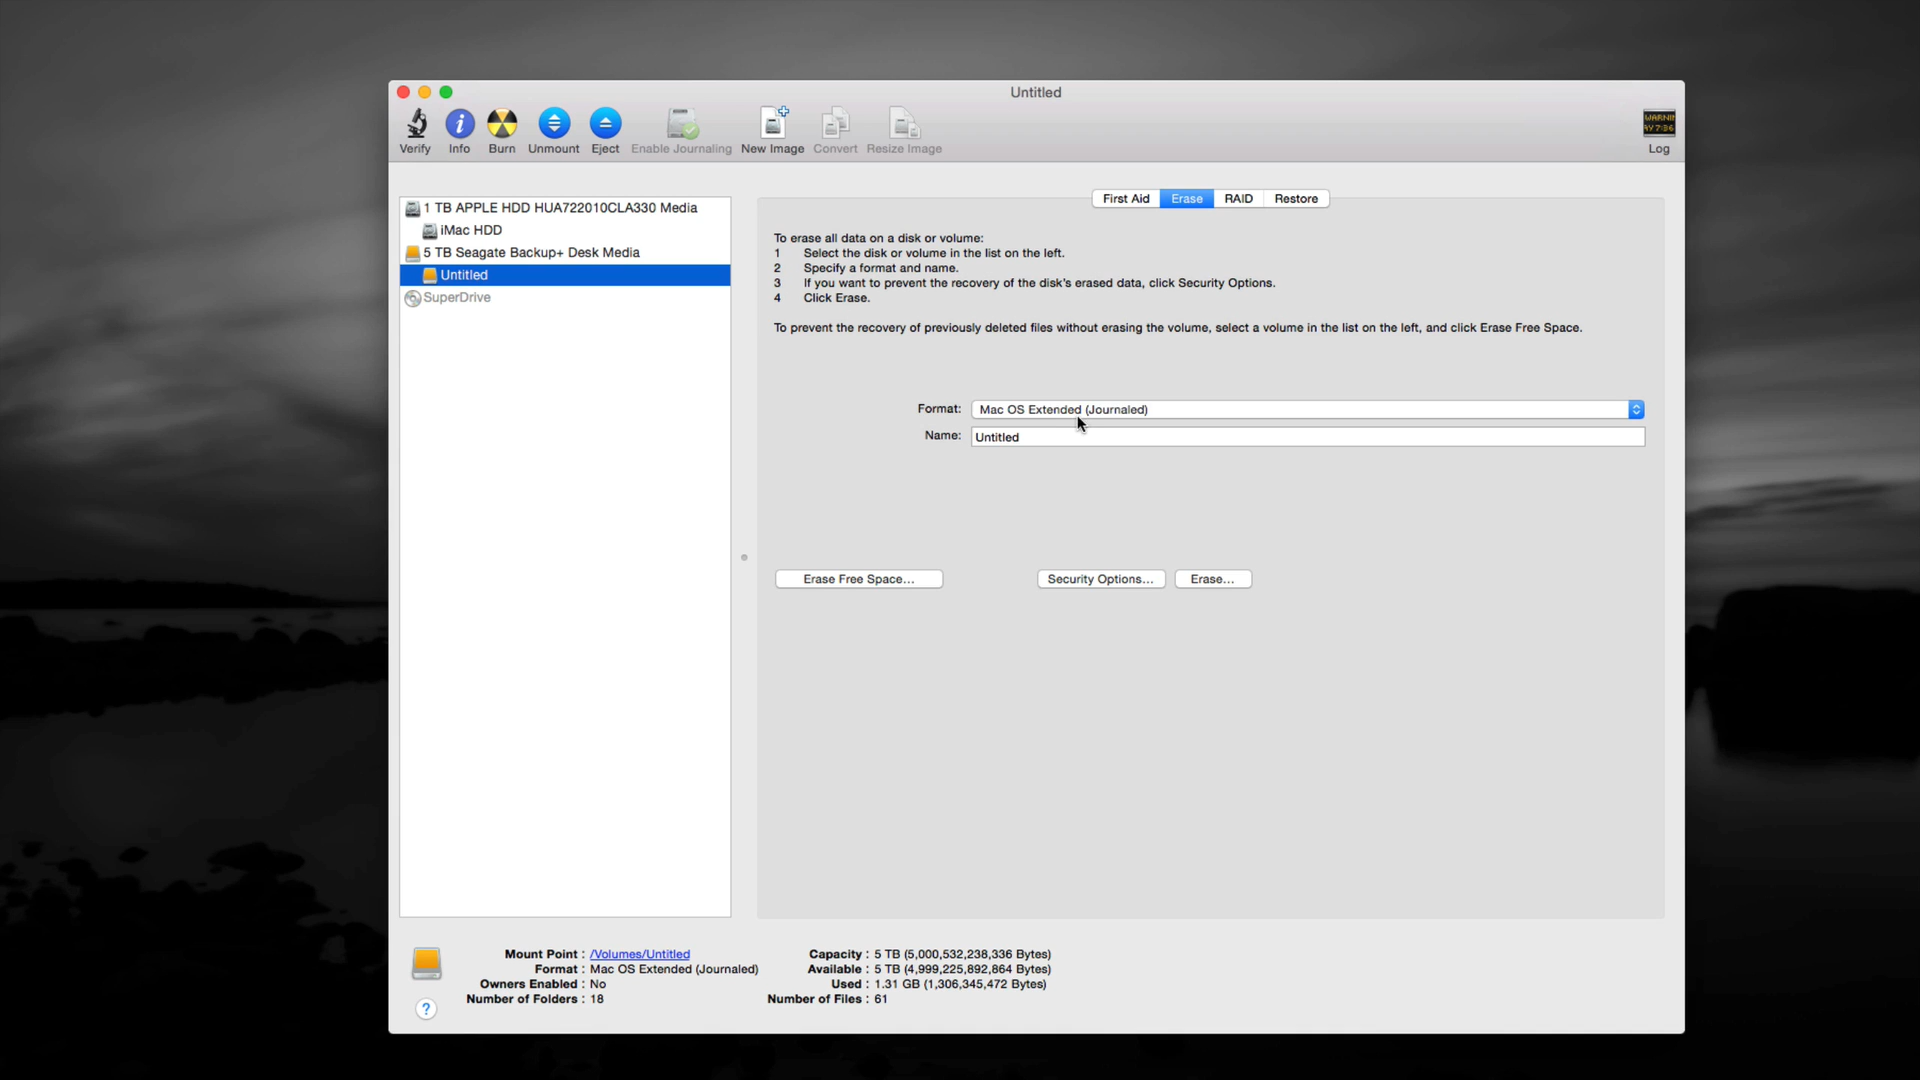 Untitled
Verify
Info
Burn
Unmount
Eject
Enable Journaling
New Image
Convert
Resize Image
WARNIN
AY 7:86
Log
1 TB APPLE HDD HUA722010CLA330 Media
iMac HDD
5 TB Seagate Backup+ Desk Media
Untitled
SuperDrive
First Aid
Erase
RAID
Restore
To erase all data on a disk or volume:
1 Select the disk or volume in the list on the left.
2 Specify a format and name.
3 If you want to prevent the recovery of the disk's erased data, click Security Options.
4 Click Erase.
To prevent the recovery of previously deleted files without erasing the volume, select a volume in the list on the left, and click Erase Free Space.
Format: Mac OS Extended (Journaled)
Name: Untitled
Erase Free Space...
Security Options...
Erase...
Mount Point : /Volumes/Untitled
Format : Mac OS Extended (Journaled)
Owners Enabled : No
Number of Folders : 18
Capacity : 5 TB (5,000,532,238,336 Bytes)
Available : 5 TB (4,999,225,892,864 Bytes)
Used : 1.31 GB (1,306,345,472 Bytes)
Number of Files : 61
?